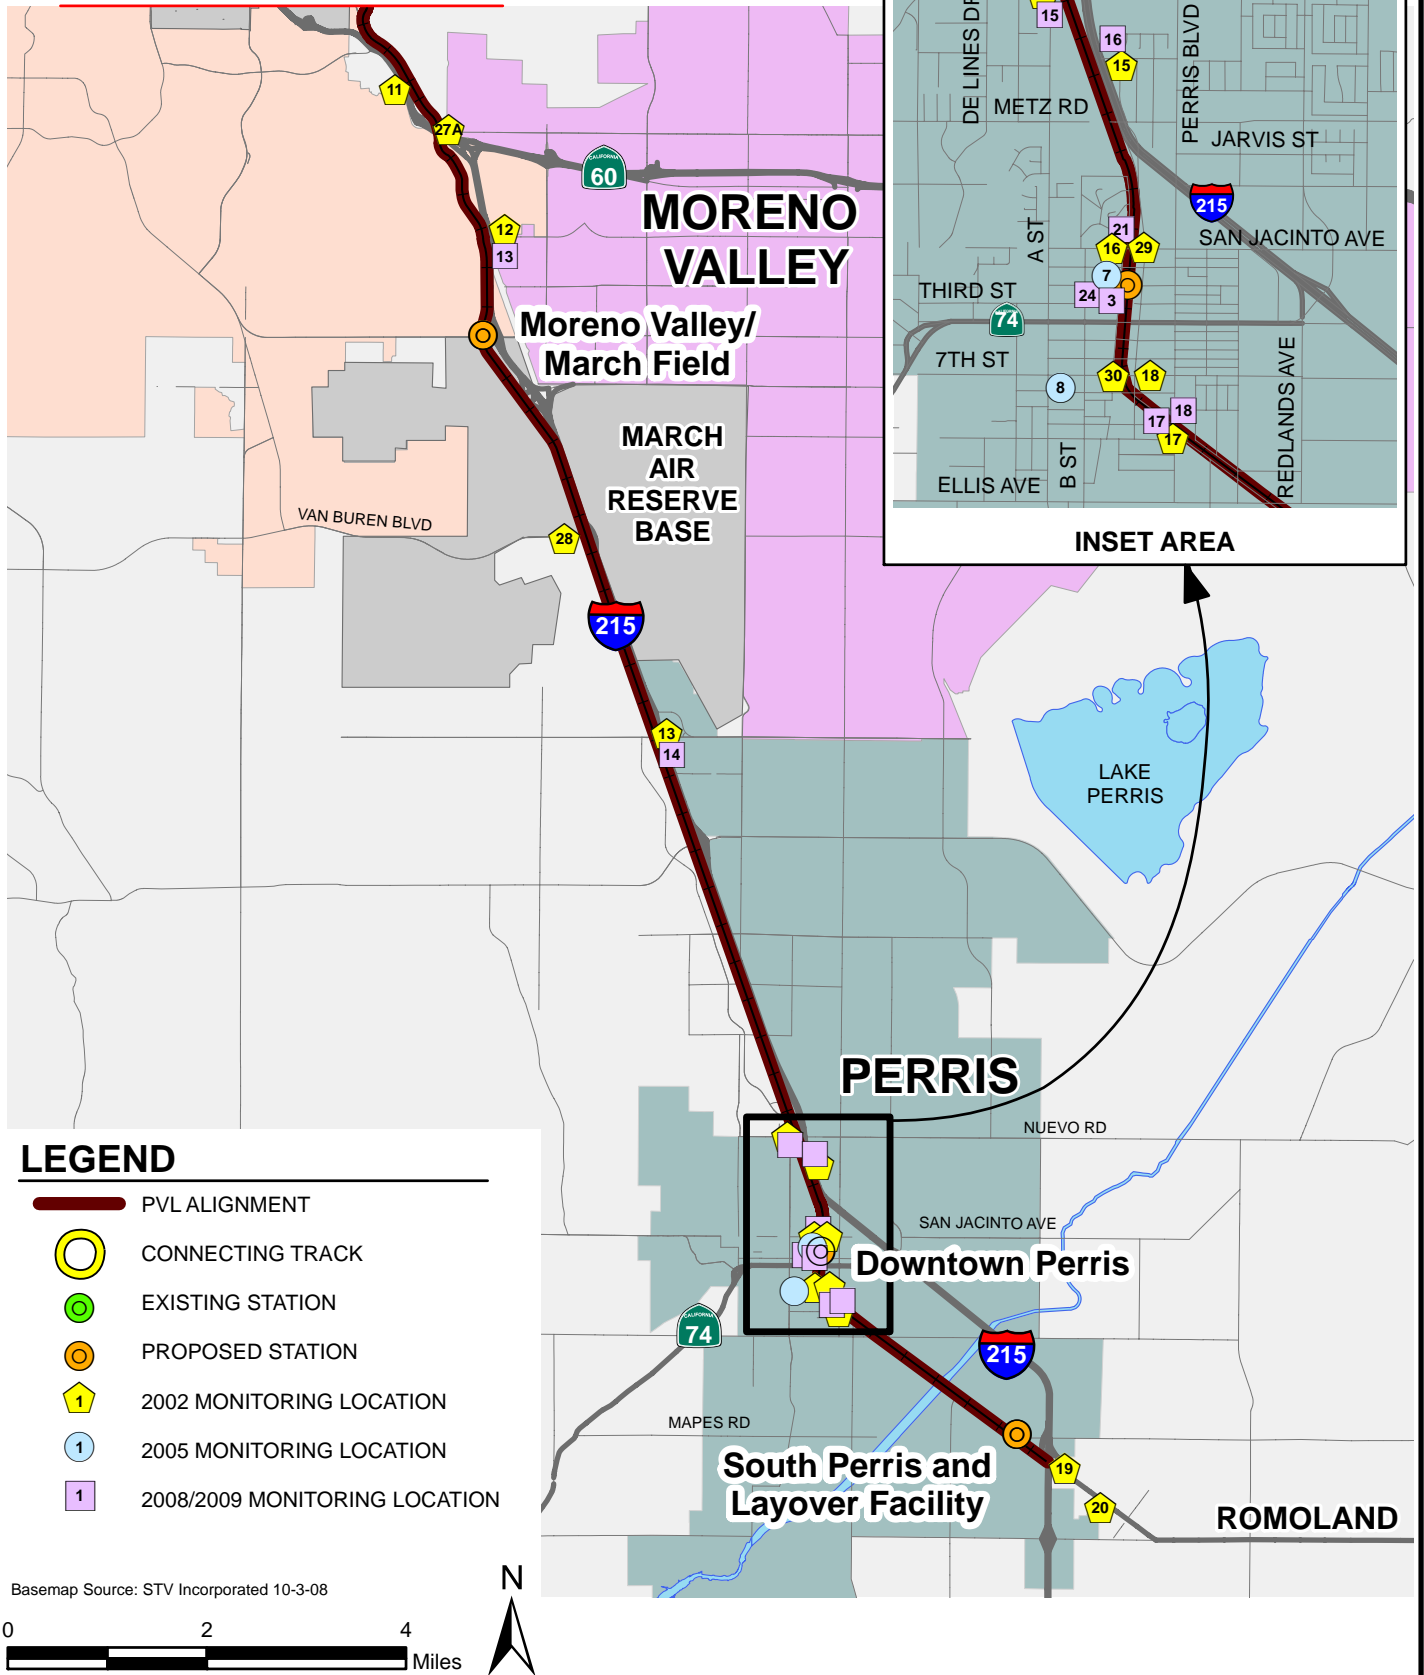 11
27A
CALIFORNIA
60
MORENO
VALLEY
12
13
Moreno Valley/
March Field
MARCH
AIR
RESERVE
BASE
VAN BUREN BLVD
28
215
13
14
LAKE
PERRIS
PERRIS
NUEVO RD
SAN JACINTO AVE
Downtown Perris
CALIFORNIA
74
215
MAPES RD
South Perris and
Layover Facility
19
20
ROMOLAND
15
16
15
METZ RD
PERRIS BLVD
JARVIS ST
215
SAN JACINTO AVE
A ST
21
16
29
7
24
3
THIRD ST
74
7TH ST
30
18
8
18
17
17
B ST
REDLANDS AVE
ELLIS AVE
INSET AREA
LEGEND
PVL ALIGNMENT
CONNECTING TRACK
EXISTING STATION
PROPOSED STATION
1 2002 MONITORING LOCATION
1 2005 MONITORING LOCATION
1 2008/2009 MONITORING LOCATION
Basemap Source: STV Incorporated 10-3-08
N
0 2 4
Miles